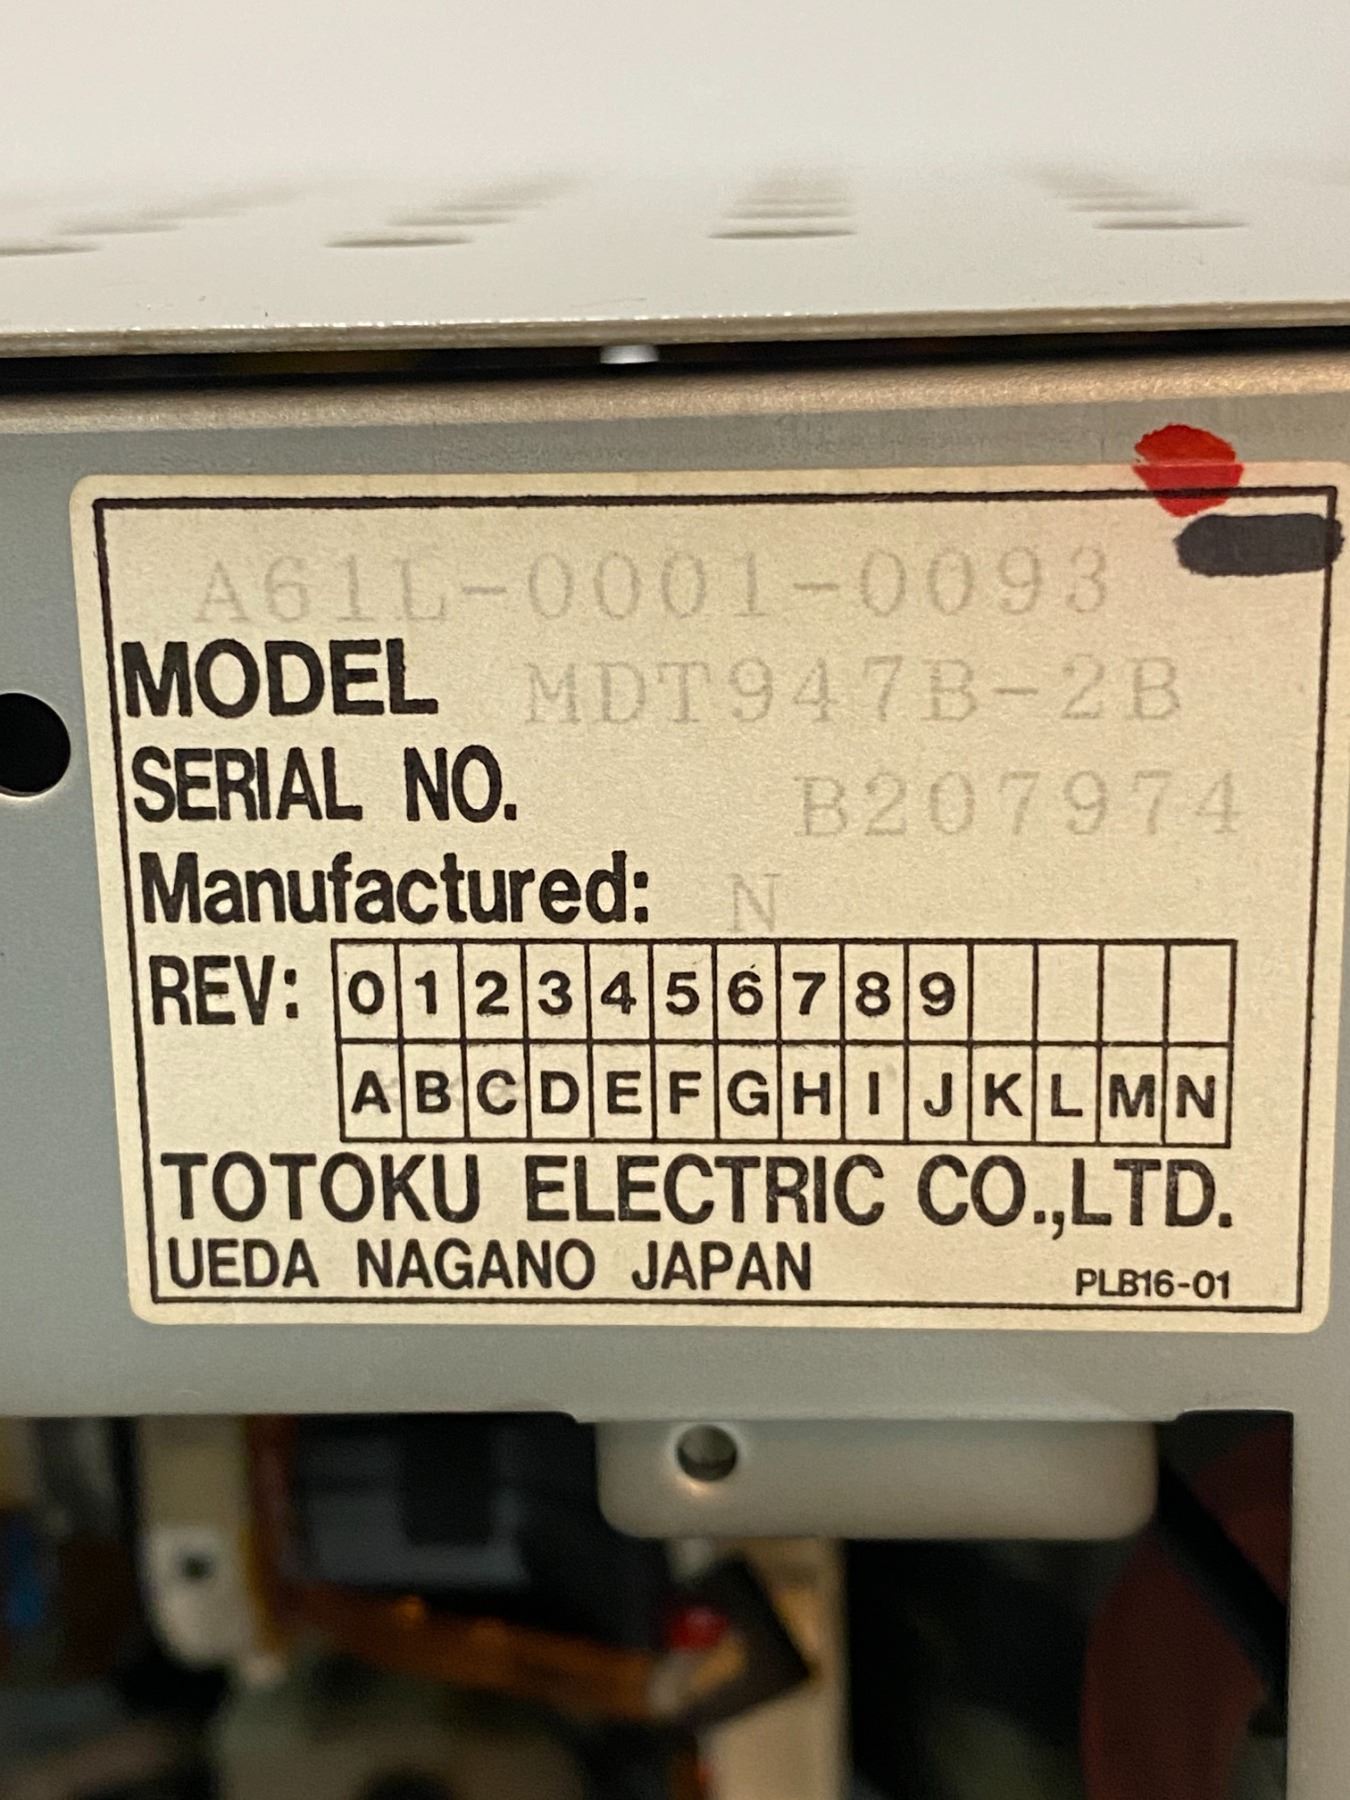 A61L-0001-0093
MODEL MDT947B-2B
SERIAL NO. B207974
Manufactured: N
REV: 0 1 2 3 4 5 6 7 8 9
A B C D E F G H I J K L M N
TOTOKU ELECTRIC CO.,LTD.
UEDA NAGANO JAPAN PLB16-01